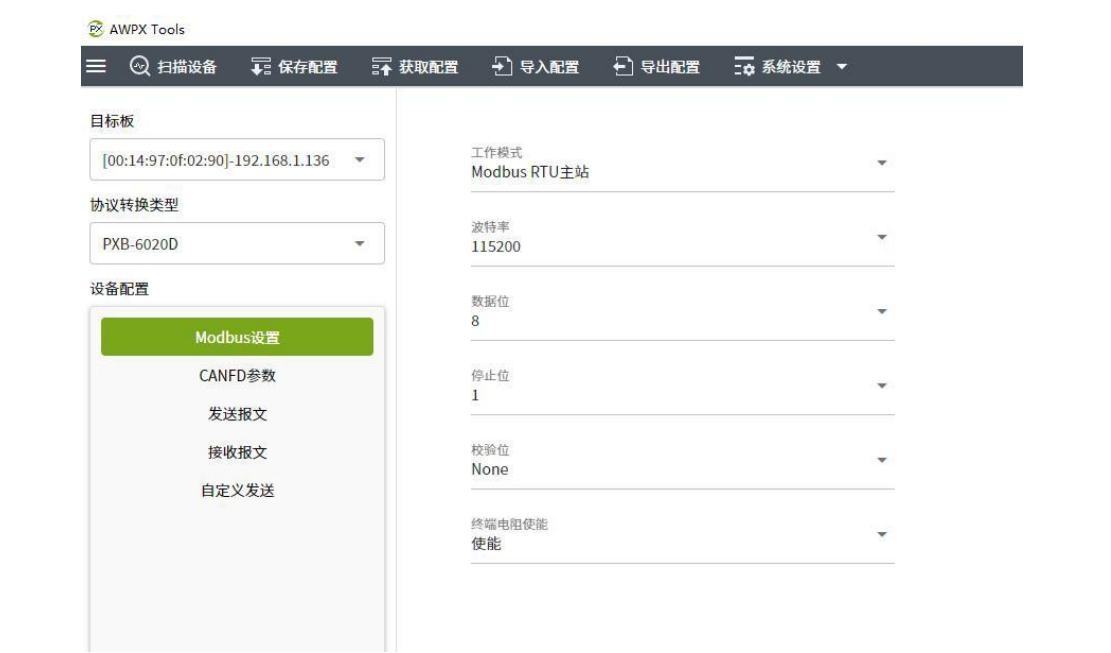 AWPX Tools
扫描设备 保存配置 获取配置 导入配置 导出配置 系统设置
目标板
[00:14:97:0f:02:90]-192.168.1.136
协议转换类型
PXB-6020D
设备配置
Modbus设置
CANFD参数
发送报文
接收报文
自定义发送
工作模式
Modbus RTU主站
波特率
115200
数据位
8
停止位
1
校验位
None
终端电阻使能
使能